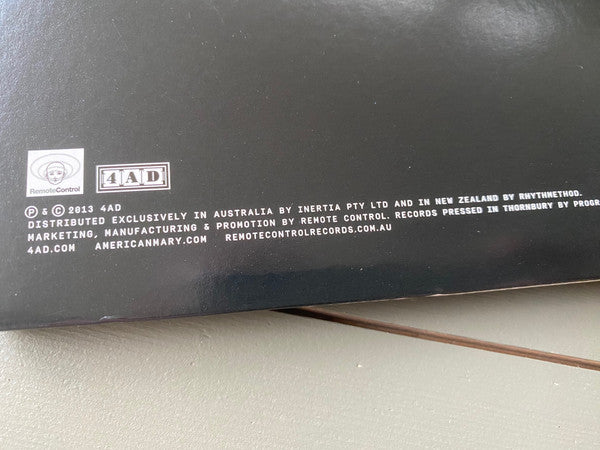 RemoteControl
4AD
Ⓟ & © 2013 4AD
DISTRIBUTED EXCLUSIVELY IN AUSTRALIA BY INERTIA PTY LTD AND IN NEW ZEALAND BY RHYTHMETHOD.
MARKETING, MANUFACTURING & PROMOTION BY REMOTE CONTROL. RECORDS PRESSED IN THORNBURY BY PROGR
4AD.COM AMERICANMARY.COM REMOTECONTROLRECORDS.COM.AU